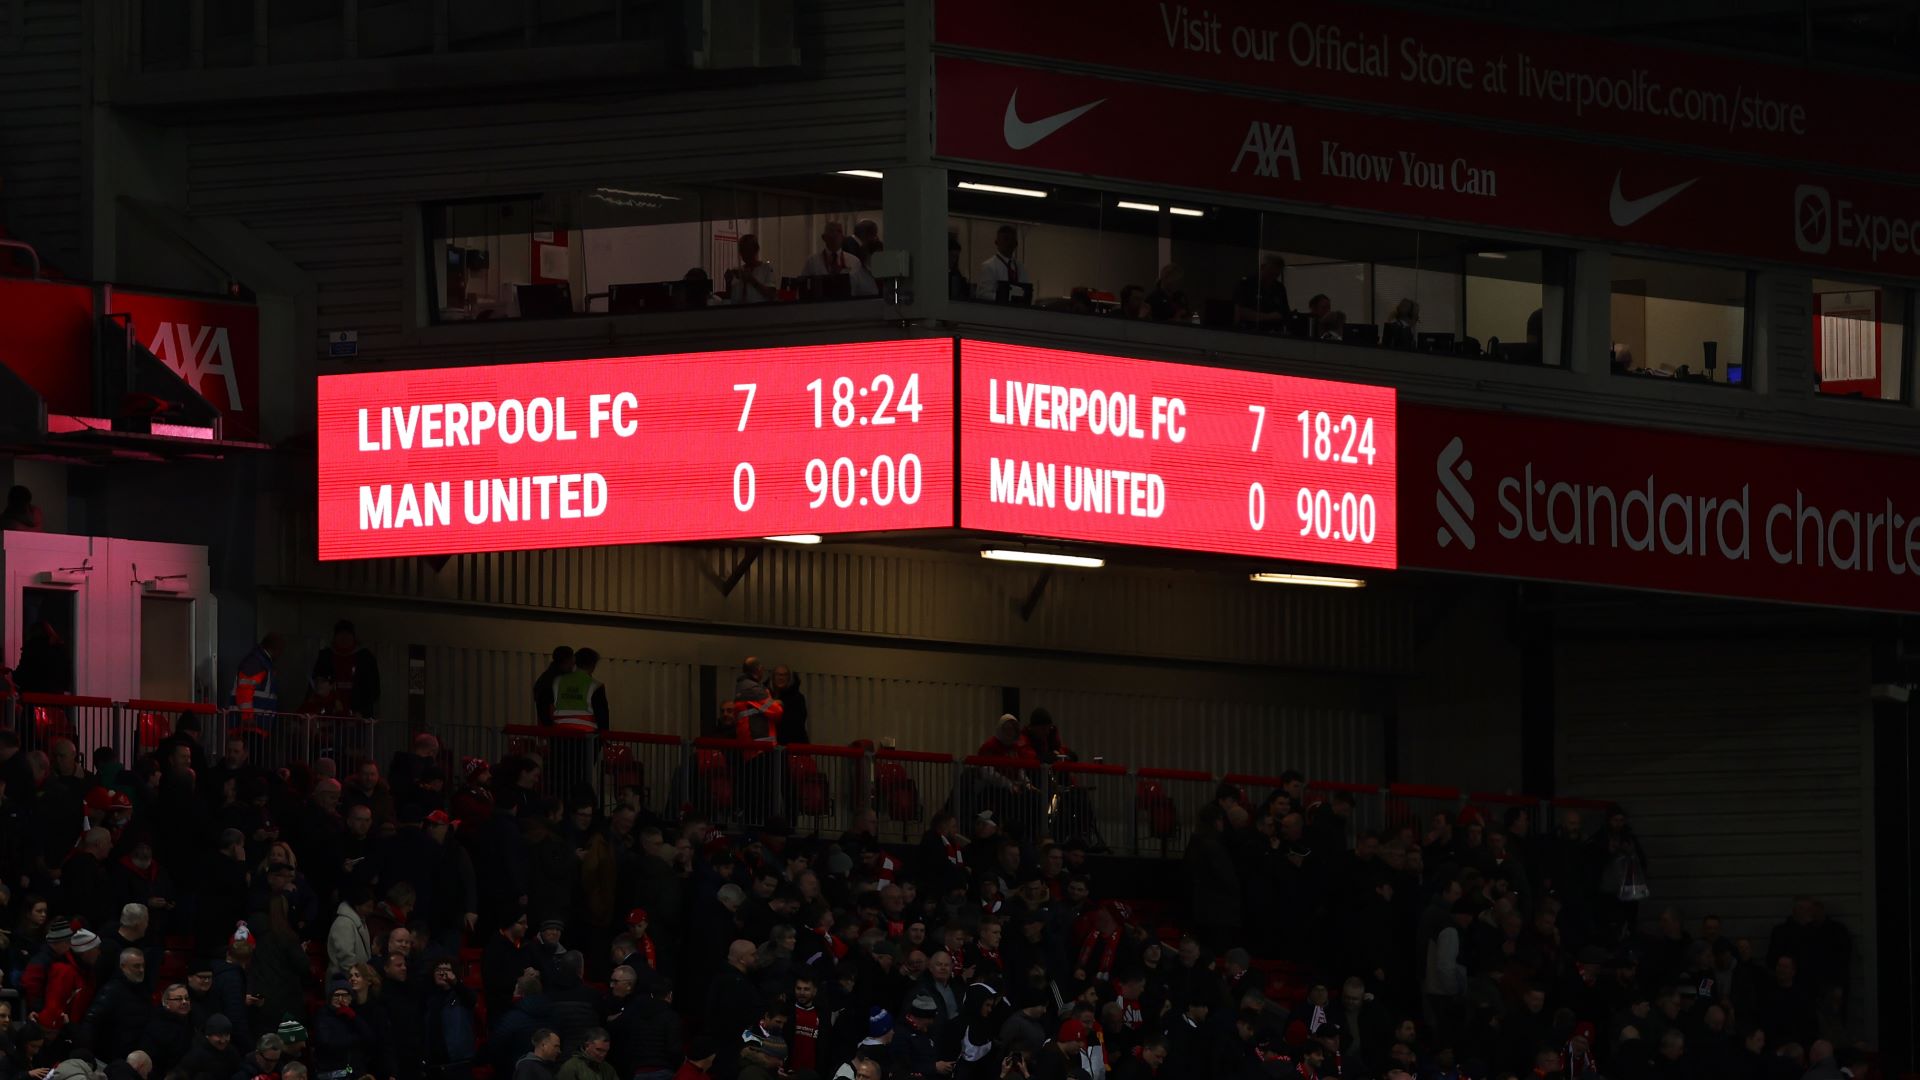 Visit our Official Store at liverpoolfc.com/store
AXA Know You Can
Exped
AXA
LIVERPOOL FC 7 18:24
MAN UNITED 0 90:00
LIVERPOOL FC 7 18:24
MAN UNITED 0 90:00
standard charte